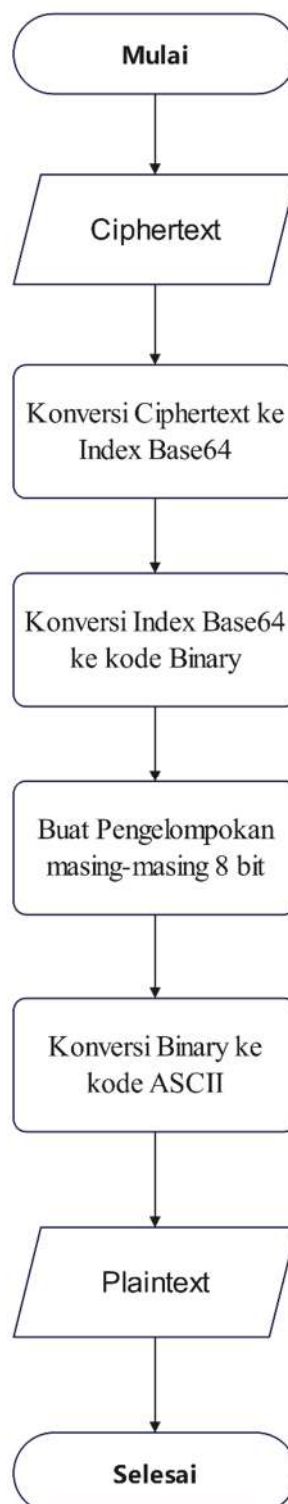 Mulai
Ciphertext
Konversi Ciphertext ke
Index Base64
Konversi Index Base64
ke kode Binary
Buat Pengelompokan
masing-masing 8 bit
Konversi Binary ke
kode ASCII
Plaintext
Selesai